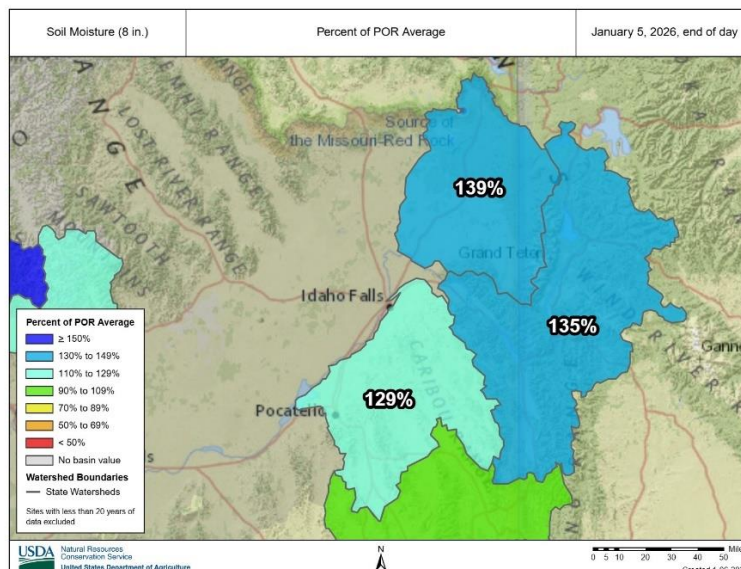 Soil Moisture (8 in.)
Percent of POR Average
January 5, 2026, end of day
Source of
the Missouri-Red Rock
139%
LOST RIVER RANGE
SAWTOOTH
MOUNTAINS
Grand Teton
Idaho Falls
WIND RIVER
135%
129%
CARIBOU
Pocatello
Percent of POR Average
≥ 150%
130% to 149%
110% to 129%
90% to 109%
70% to 89%
50% to 69%
< 50%
No basin value
Watershed Boundaries
State Watersheds
Sites with less than 20 years of
data excluded
USDA
Natural Resources
Conservation Service
United States Department of Agriculture
N
0 5 10 20 30 40 50